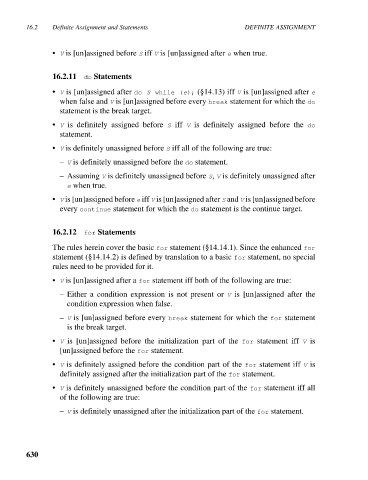 16.2 Definite Assignment and Statements DEFINITE ASSIGNMENT
• V is [un]assigned before S iff V is [un]assigned after e when true.
16.2.11 do Statements
• V is [un]assigned after do S while (e); (§14.13) iff V is [un]assigned after e
when false and V is [un]assigned before every break statement for which the do
statement is the break target.
• V is definitely assigned before S iff V is definitely assigned before the do
statement.
• V is definitely unassigned before S iff all of the following are true:
– V is definitely unassigned before the do statement.
– Assuming V is definitely unassigned before S, V is definitely unassigned after
e when true.
• V is [un]assigned before e iff V is [un]assigned after S and V is [un]assigned before
every continue statement for which the do statement is the continue target.
16.2.12 for Statements
The rules herein cover the basic for statement (§14.14.1). Since the enhanced for
statement (§14.14.2) is defined by translation to a basic for statement, no special
rules need to be provided for it.
• V is [un]assigned after a for statement iff both of the following are true:
– Either a condition expression is not present or V is [un]assigned after the
condition expression when false.
– V is [un]assigned before every break statement for which the for statement
is the break target.
• V is [un]assigned before the initialization part of the for statement iff V is
[un]assigned before the for statement.
• V is definitely assigned before the condition part of the for statement iff V is
definitely assigned after the initialization part of the for statement.
• V is definitely unassigned before the condition part of the for statement iff all
of the following are true:
– V is definitely unassigned after the initialization part of the for statement.
630